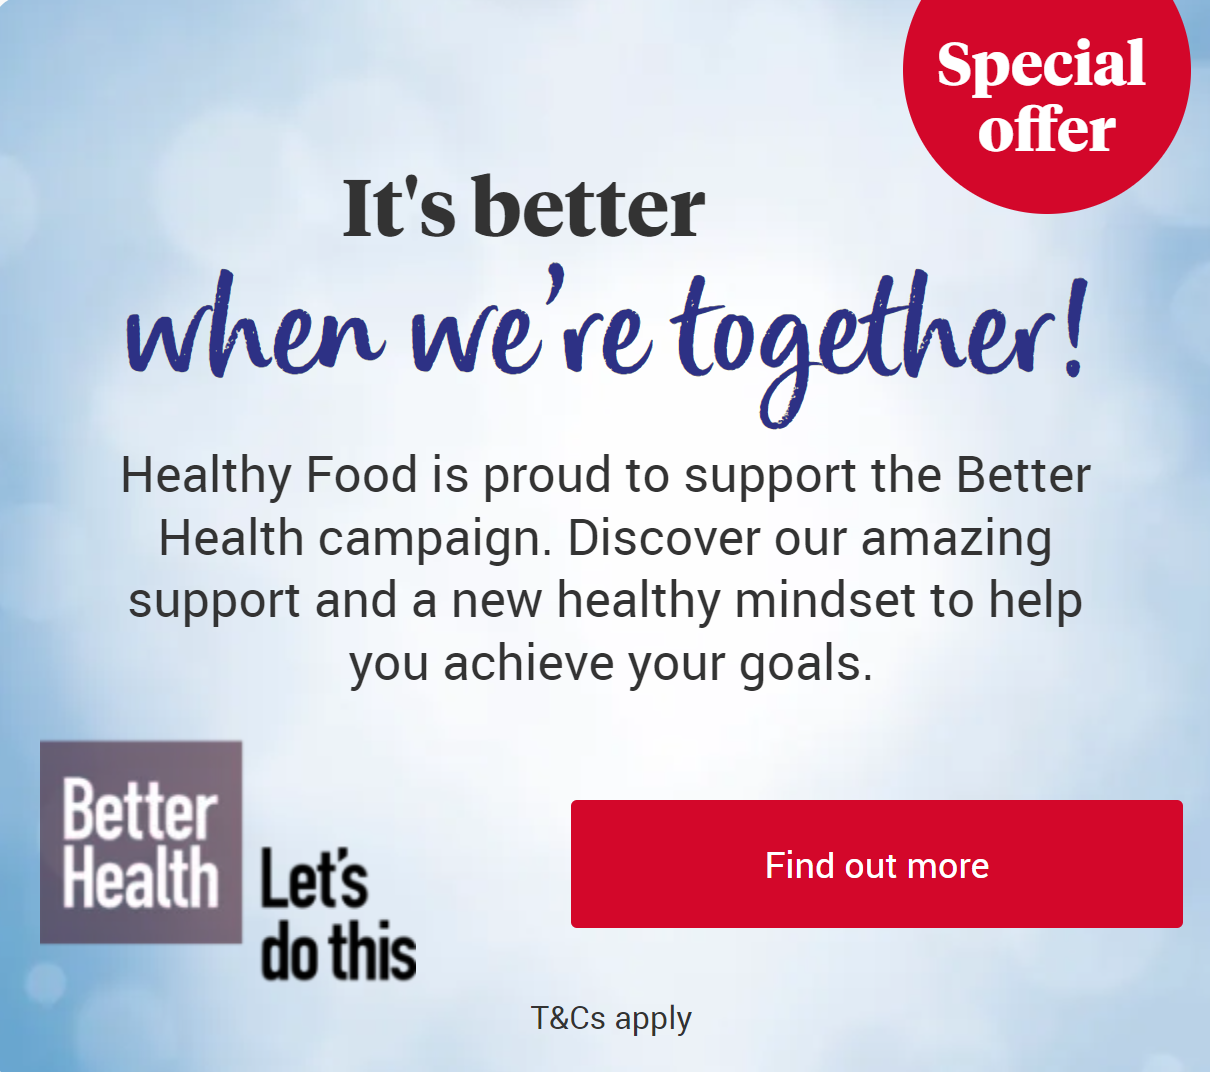 Special
offer
It's better
when we’re together!
Healthy Food is proud to support the Better
Health campaign. Discover our amazing
support and a new healthy mindset to help
you achieve your goals.
Better
Health
Let's
do this
Find out more
T&Cs apply